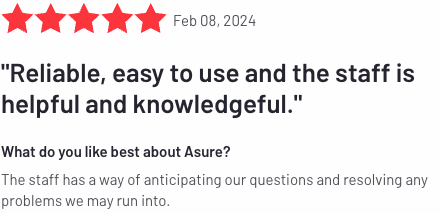 Feb 08, 2024
"Reliable, easy to use and the staff is
helpful and knowledgeful."
What do you like best about Asure?
The staff has a way of anticipating our questions and resolving any
problems we may run into.